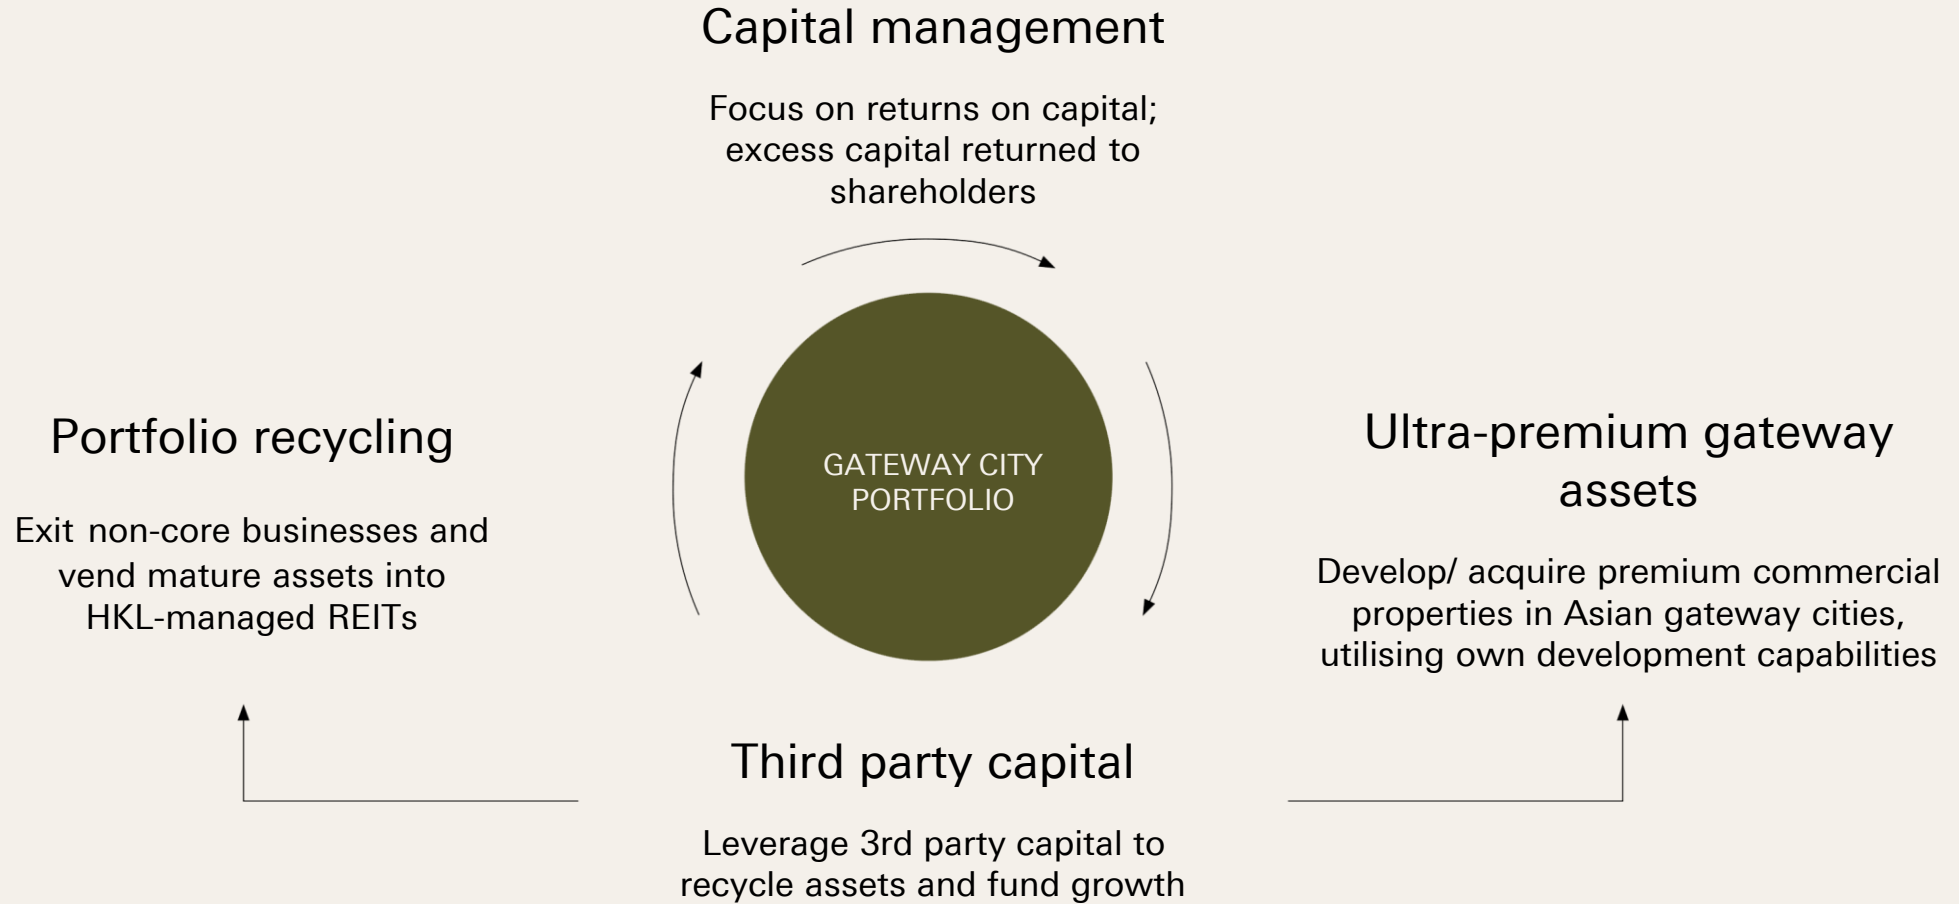 Capital management
Focus on returns on capital;
excess capital returned to
shareholders
Portfolio recycling
Exit non-core businesses and
vend mature assets into
HKL-managed REITs
GATEWAY CITY
PORTFOLIO
Ultra-premium gateway
assets
Develop/ acquire premium commercial
properties in Asian gateway cities,
utilising own development capabilities
Third party capital
Leverage 3rd party capital to
recycle assets and fund growth